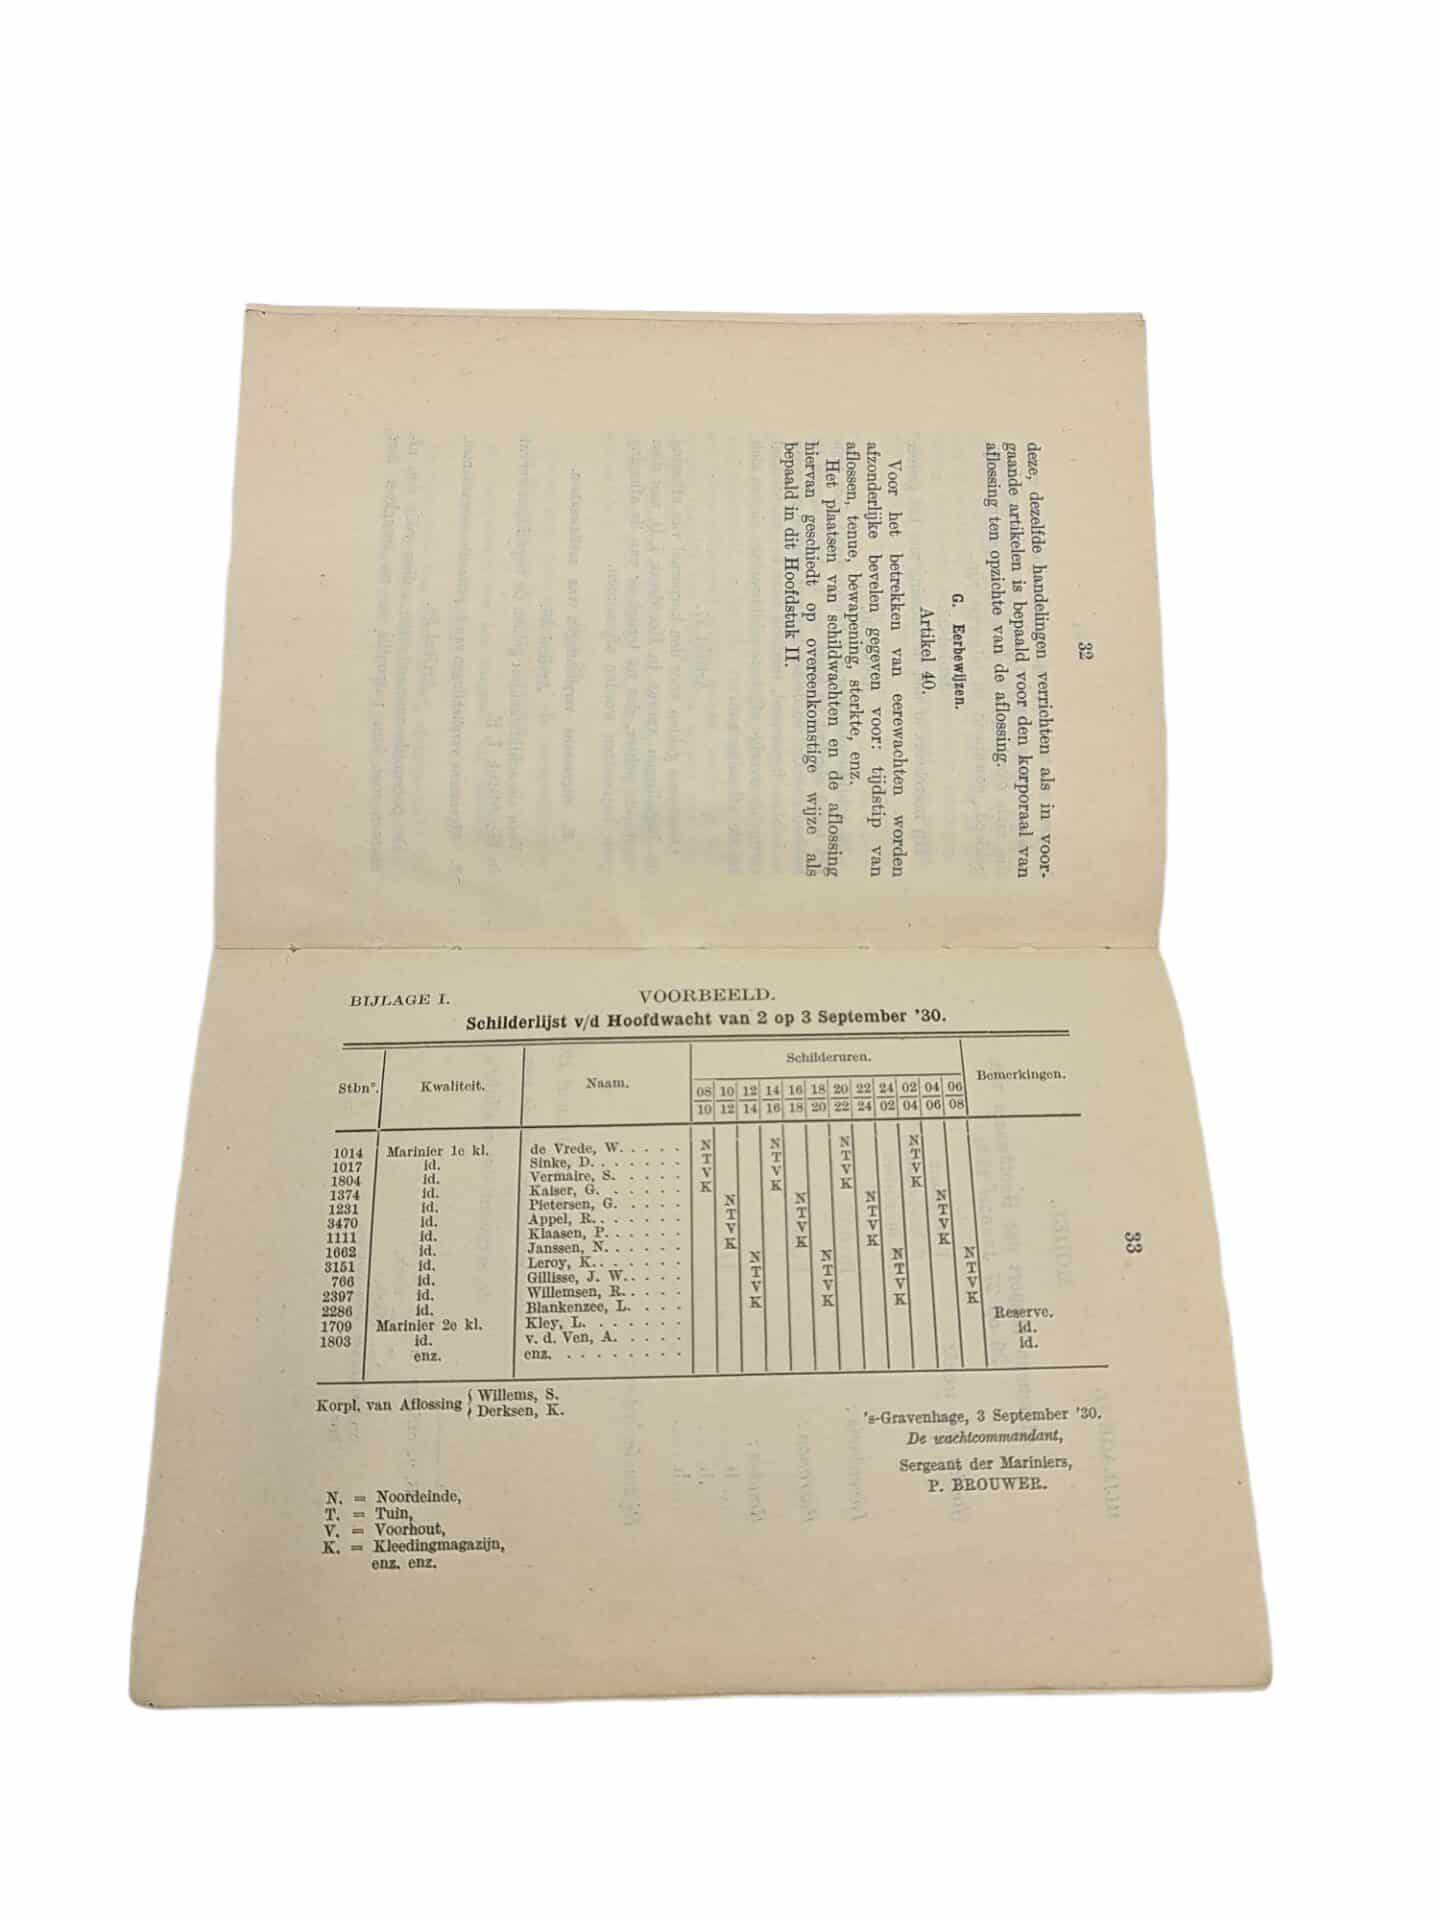 32
deze, dezelfde handelingen verrichten als in voor-
gaande artikelen is bepaald voor den korporaal van
aflossing ten opzichte van de aflossing.
G. Eerbewijzen.
Artikel 40.
Voor het betrekken van eerewachten worden
afzonderlijke bevelen gegeven voor: tijdstip van
aflossen, tenue, bewapening, sterkte, enz.
Het plaatsen van schildwachten en de aflossing
hiervan geschiedt op overeenkomstige wijze als
bepaald in dit Hoofdstuk II.
33
BIJLAGE I. VOORBEELD.
Schilderlijst v/d Hoofdwacht van 2 op 3 September '30.
Stbnº. Kwaliteit. Naam. Schilderuren. Bemerkingen.
08 10 12 14 16 18 20 22 24 02 04 06
10 12 14 16 18 20 22 24 02 04 06 08
1014 Marinier 1e kl. de Vrede, W. . . . . N N N N
1017 id. Sinke, D. . . . . . . T T T T
1804 id. Vermaire, S. . . . . V V V V
1374 id. Kaiser, G. . . . . . K K K K
1231 id. Pietersen, G. . . . . N N N N
3470 id. Appel, R. . . . . . . T T T T
1111 id. Klaasen, P. . . . . . V V V V
1662 id. Janssen, N. . . . . . K K K K
3151 id. Leroy, K. . . . . . . N N N N
766 id. Gillisse, J. W. . . . . T T T T
2397 id. Willemsen, R. . . . . V V V V
2286 id. Blankenzee, L. . . . K K K K
1709 Marinier 2e kl. Kley, L. . . . . . . Reserve.
1803 id. v. d. Ven, A. . . . . id.
enz. enz. . . . . . . . . id.
Korpl. van Aflossing { Willems, S.
Derksen, K.
's-Gravenhage, 3 September '30.
De wachtcommandant,
Sergeant der Mariniers,
P. BROUWER.
N. = Noordeinde,
T. = Tuin,
V. = Voorhout,
K. = Kleedingmagazijn,
enz. enz.